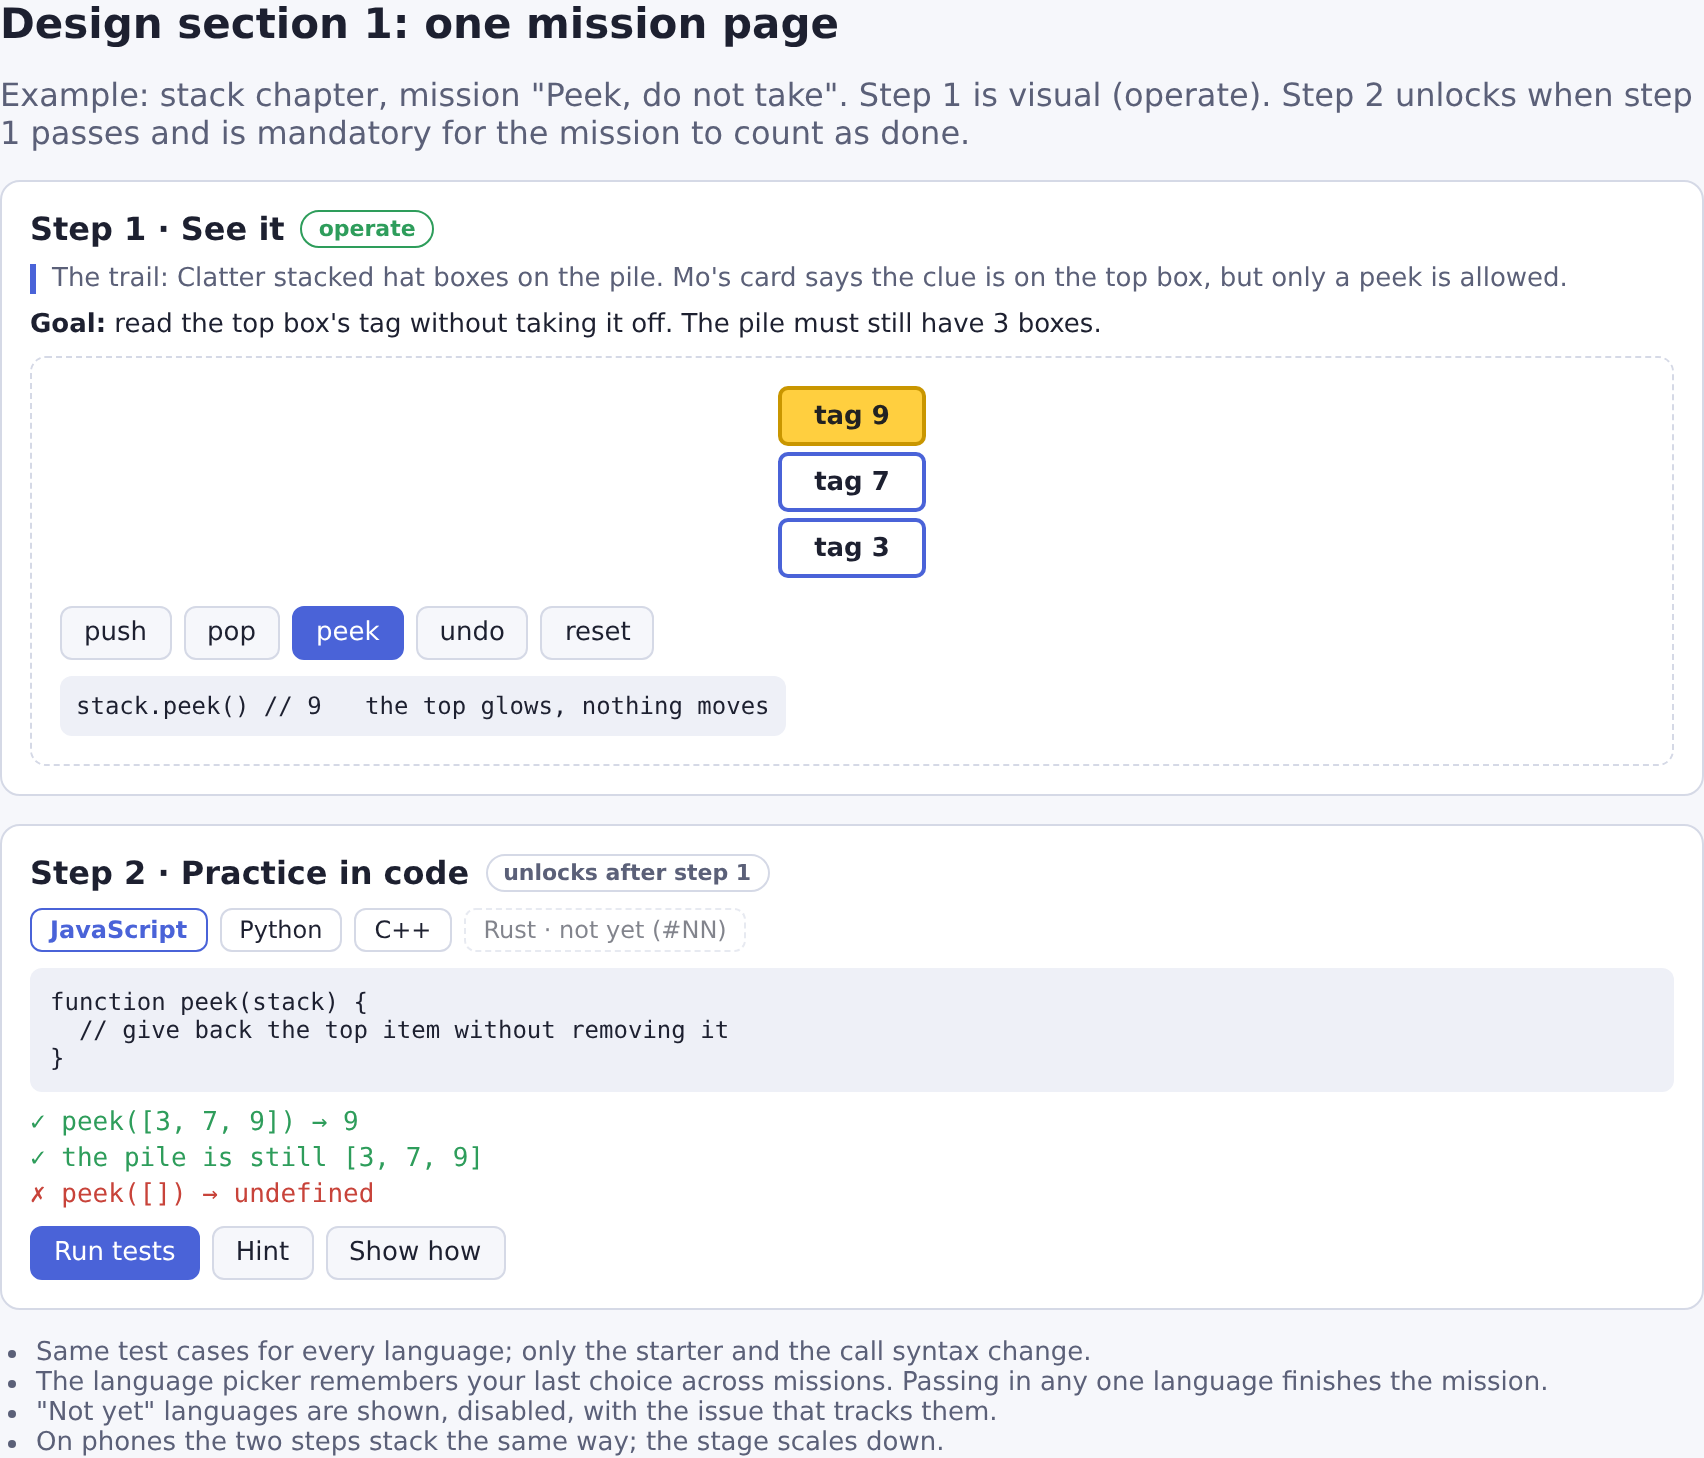 Design section 1: one mission page
Example: stack chapter, mission "Peek, do not take". Step 1 is visual (operate). Step 2 unlocks when step
1 passes and is mandatory for the mission to count as done.
Step 1 · See it operate
The trail: Clatter stacked hat boxes on the pile. Mo's card says the clue is on the top box, but only a peek is allowed.
Goal: read the top box's tag without taking it off. The pile must still have 3 boxes.
tag 9
tag 7
tag 3
push pop peek undo reset
stack.peek() // 9   the top glows, nothing moves
Step 2 · Practice in code unlocks after step 1
JavaScript Python C++ Rust · not yet (#NN)
function peek(stack) {
  // give back the top item without removing it
}
✓ peek([3, 7, 9]) → 9
✓ the pile is still [3, 7, 9]
✗ peek([]) → undefined
Run tests Hint Show how
• Same test cases for every language; only the starter and the call syntax change.
• The language picker remembers your last choice across missions. Passing in any one language finishes the mission.
• "Not yet" languages are shown, disabled, with the issue that tracks them.
• On phones the two steps stack the same way; the stage scales down.